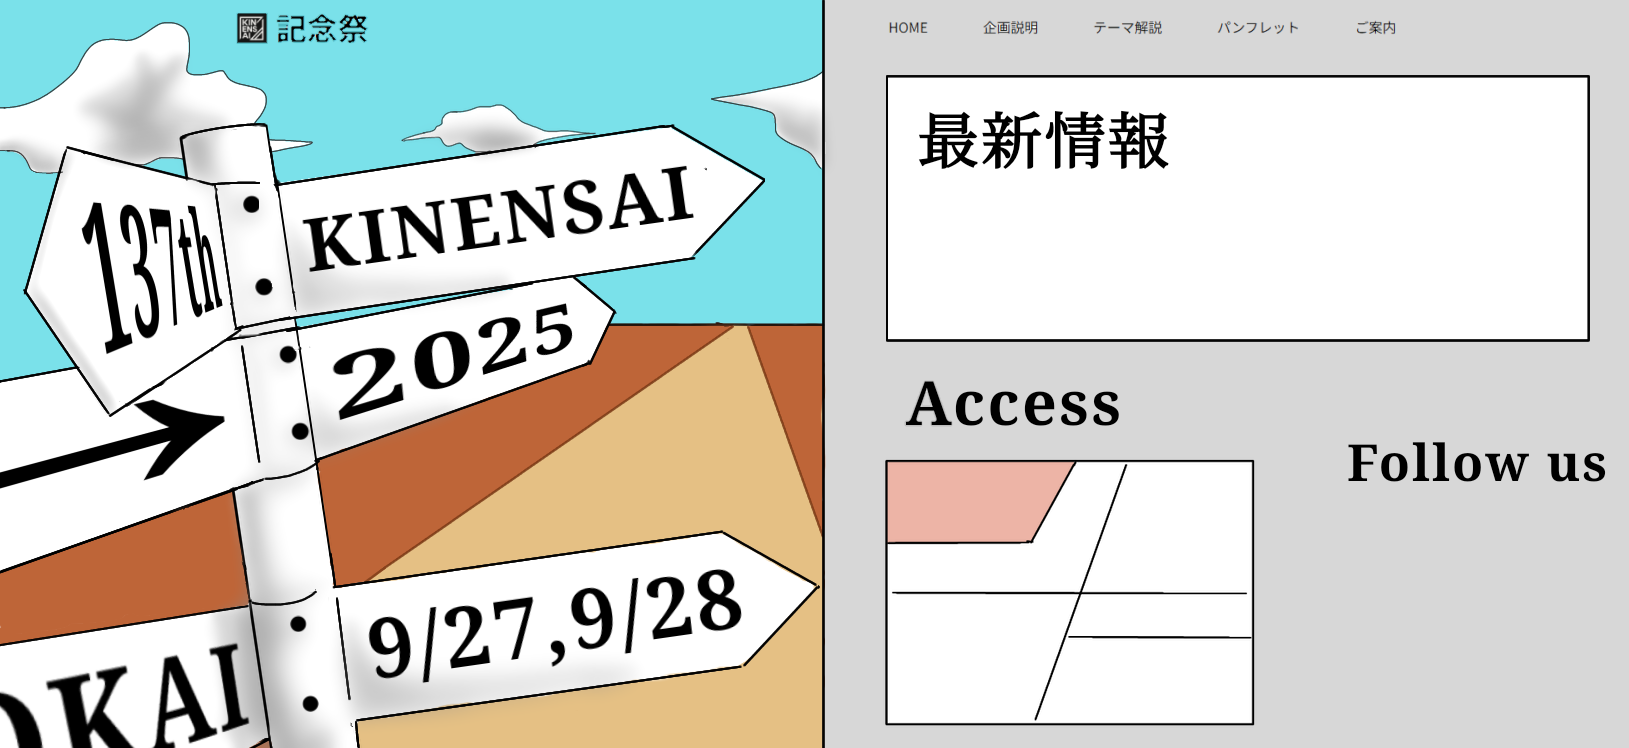 KIN
ENS
AI
記念祭
137th
KINENSAI
2025
9/27,9/28
OKAI
HOME
企画説明
テーマ解説
パンフレット
ご案内
最新情報
Access
Follow us